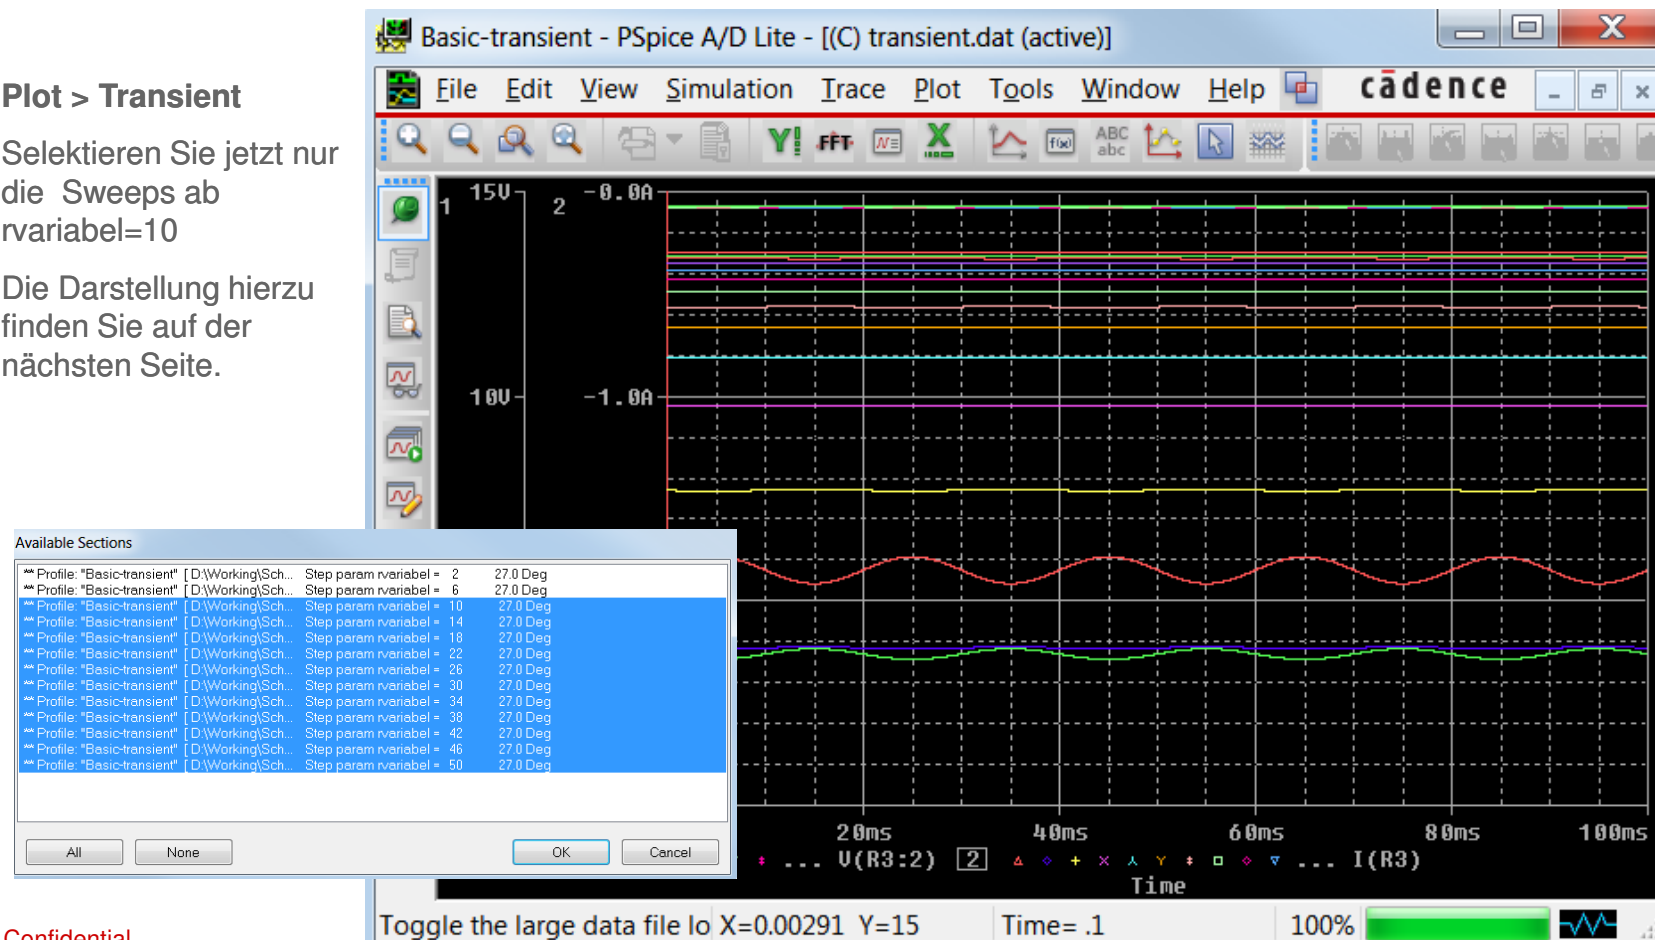 Plot > Transient
Selektieren Sie jetzt nur
die Sweeps ab
rvariabel=10
Die Darstellung hierzu
finden Sie auf der
nächsten Seite.
Basic-transient - PSpice A/D Lite - [(C) transient.dat (active)]
File Edit View Simulation Trace Plot Tools Window Help cādence
FFT f(x) ABC abc
1 15V 2 -0.0A
10V -1.0A
Available Sections
** Profile: "Basic-transient" [ D:\Working\Sch... Step param rvariabel = 2 27.0 Deg
** Profile: "Basic-transient" [ D:\Working\Sch... Step param rvariabel = 6 27.0 Deg
** Profile: "Basic-transient" [ D:\Working\Sch... Step param rvariabel = 10 27.0 Deg
** Profile: "Basic-transient" [ D:\Working\Sch... Step param rvariabel = 14 27.0 Deg
** Profile: "Basic-transient" [ D:\Working\Sch... Step param rvariabel = 18 27.0 Deg
** Profile: "Basic-transient" [ D:\Working\Sch... Step param rvariabel = 22 27.0 Deg
** Profile: "Basic-transient" [ D:\Working\Sch... Step param rvariabel = 26 27.0 Deg
** Profile: "Basic-transient" [ D:\Working\Sch... Step param rvariabel = 30 27.0 Deg
** Profile: "Basic-transient" [ D:\Working\Sch... Step param rvariabel = 34 27.0 Deg
** Profile: "Basic-transient" [ D:\Working\Sch... Step param rvariabel = 38 27.0 Deg
** Profile: "Basic-transient" [ D:\Working\Sch... Step param rvariabel = 42 27.0 Deg
** Profile: "Basic-transient" [ D:\Working\Sch... Step param rvariabel = 46 27.0 Deg
** Profile: "Basic-transient" [ D:\Working\Sch... Step param rvariabel = 50 27.0 Deg
All None OK Cancel
20ms 40ms 60ms 80ms 100ms
... V(R3:2) 2 ... I(R3)
Time
Toggle the large data file lo X=0.00291 Y=15 Time= .1 100%
Confidential